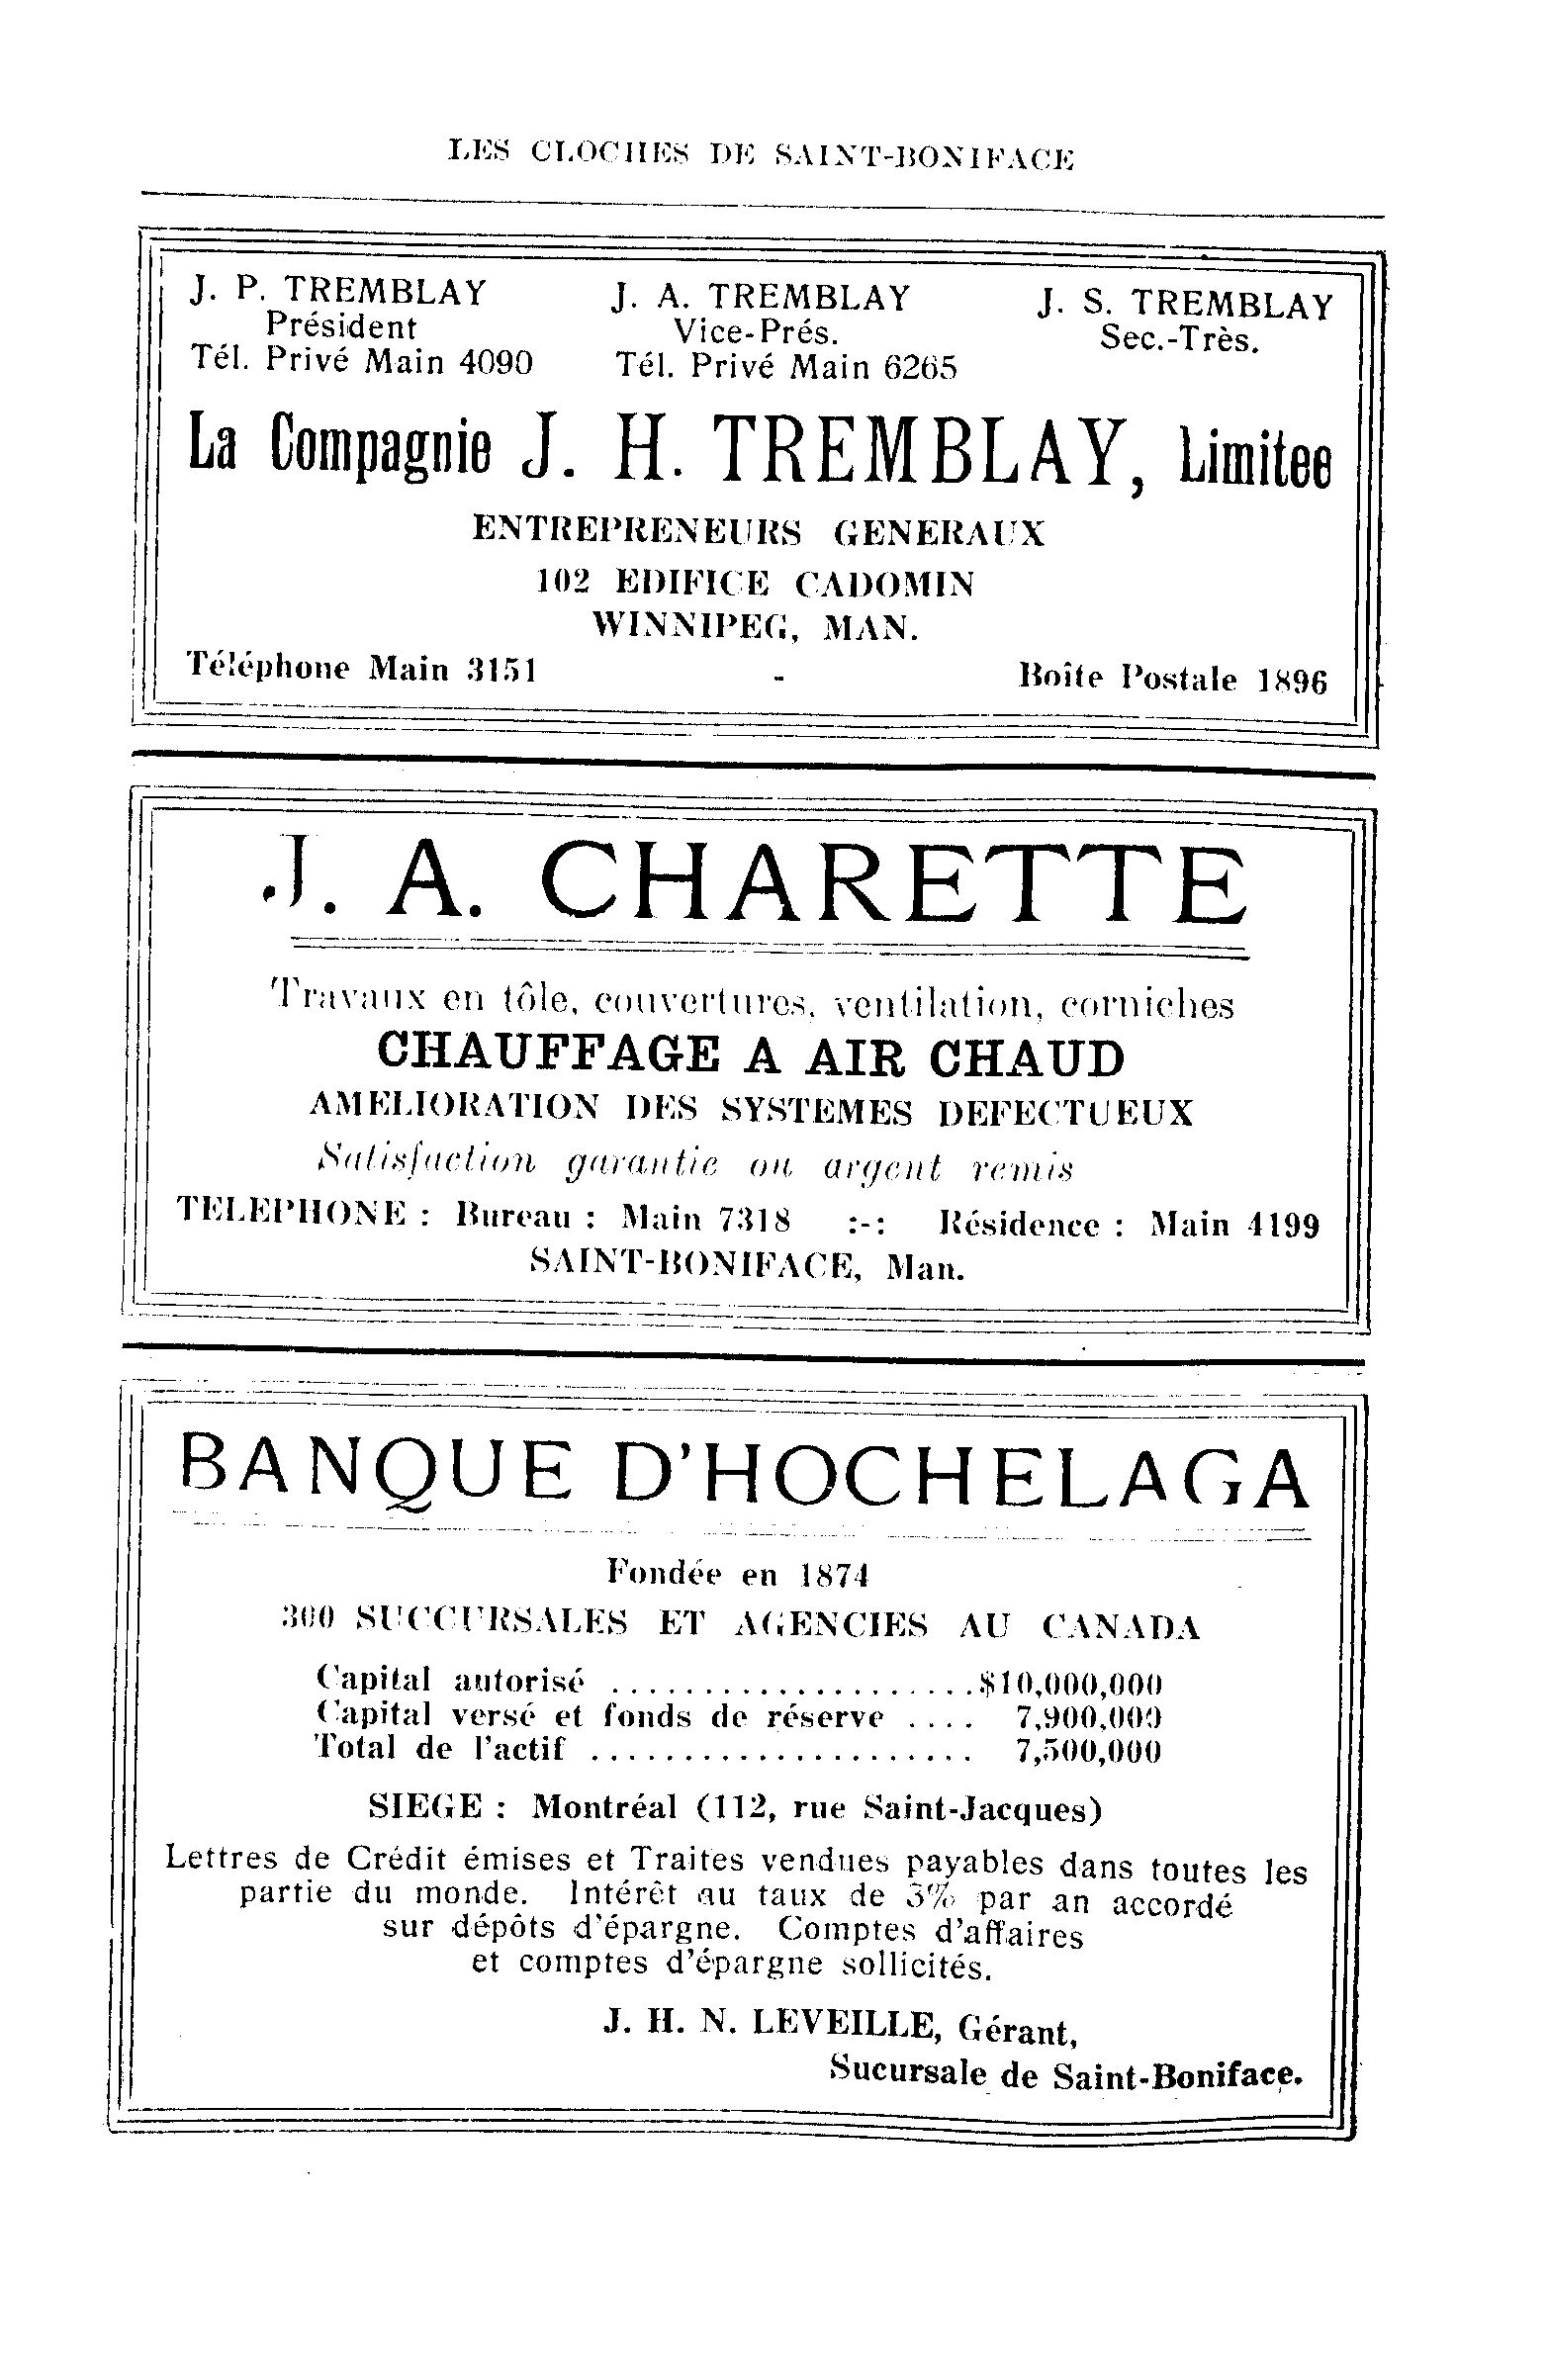 LES CLOCHES DE SAINT-BONIFACE
J. P. TREMBLAY J. A. TREMBLAY J. S. TREMBLAY
Président Vice-Prés. Sec.-Très.
Tél. Privé Main 4090 Tél. Privé Main 6265
La Compagnie J. H. TREMBLAY, Limitee
ENTREPRENEURS GENERAUX
102 EDIFICE CADOMIN
WINNIPEG, MAN.
Téléphone Main 3151 - Boîte Postale 1896
J. A. CHARETTE
Travaux en tôle, couvertures, ventilation, corniches
CHAUFFAGE A AIR CHAUD
AMELIORATION DES SYSTEMES DEFECTUEUX
Satisfaction garantie ou argent remis
TELEPHONE : Bureau : Main 7318 :-: Résidence : Main 4199
SAINT-BONIFACE, Man.
BANQUE D'HOCHELAGA
Fondée en 1874
300 SUCCURSALES ET AGENCIES AU CANADA
Capital autorisé ....................$10,000,000
Capital versé et fonds de réserve .... 7,900,000
Total de l'actif ..................... 7,500,000
SIEGE : Montréal (112, rue Saint-Jacques)
Lettres de Crédit émises et Traites vendues payables dans toutes les
partie du monde. Intérêt au taux de 3% par an accordé
sur dépôts d'épargne. Comptes d'affaires
et comptes d'épargne sollicités.
J. H. N. LEVEILLE, Gérant,
Sucursale de Saint-Boniface.